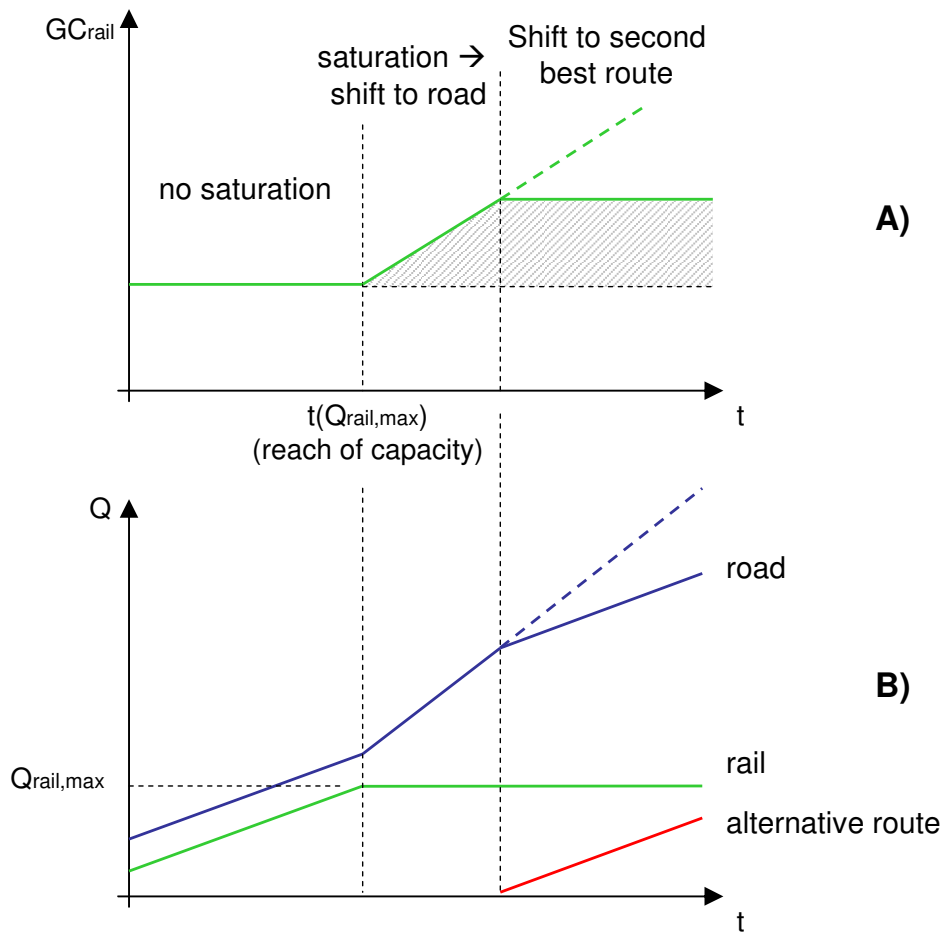 GCrail
saturation →
shift to road
Shift to second
best route
no saturation
A)
t(Qrail,max)
(reach of capacity)
t
Q
road
B)
rail
Qrail,max
alternative route
t